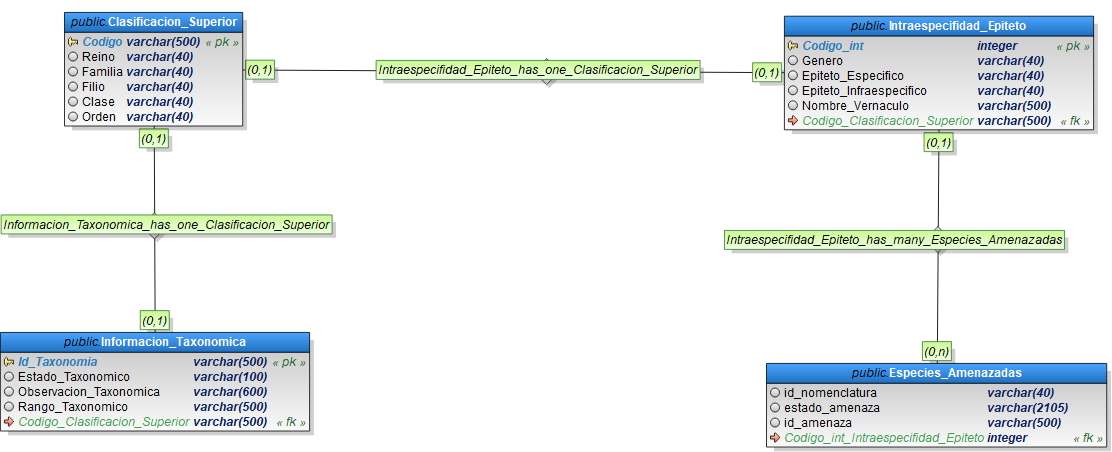 public.Clasificacion_Superior
Codigo varchar(500) « pk »
Reino varchar(40)
Familia varchar(40)
Filio varchar(40)
Clase varchar(40)
Orden varchar(40)
(0,1)
Intraespecifidad_Epiteto_has_one_Clasificacion_Superior
(0,1)
public.Intraespecifidad_Epiteto
Codigo_int integer « pk »
Genero varchar(40)
Epiteto_Especifico varchar(40)
Epiteto_Infraespecifico varchar(40)
Nombre_Vernaculo varchar(500)
Codigo_Clasificacion_Superior varchar(500) « fk »
(0,1)
Informacion_Taxonomica_has_one_Clasificacion_Superior
(0,1)
public.Informacion_Taxonomica
Id_Taxonomia varchar(500) « pk »
Estado_Taxonomico varchar(100)
Observacion_Taxonomica varchar(600)
Rango_Taxonomico varchar(500)
Codigo_Clasificacion_Superior varchar(500) « fk »
(0,1)
Intraespecifidad_Epiteto_has_many_Especies_Amenazadas
(0,n)
public.Especies_Amenazadas
id_nomenclatura varchar(40)
estado_amenaza varchar(2105)
id_amenaza varchar(500)
Codigo_int_Intraespecifidad_Epiteto integer « fk »